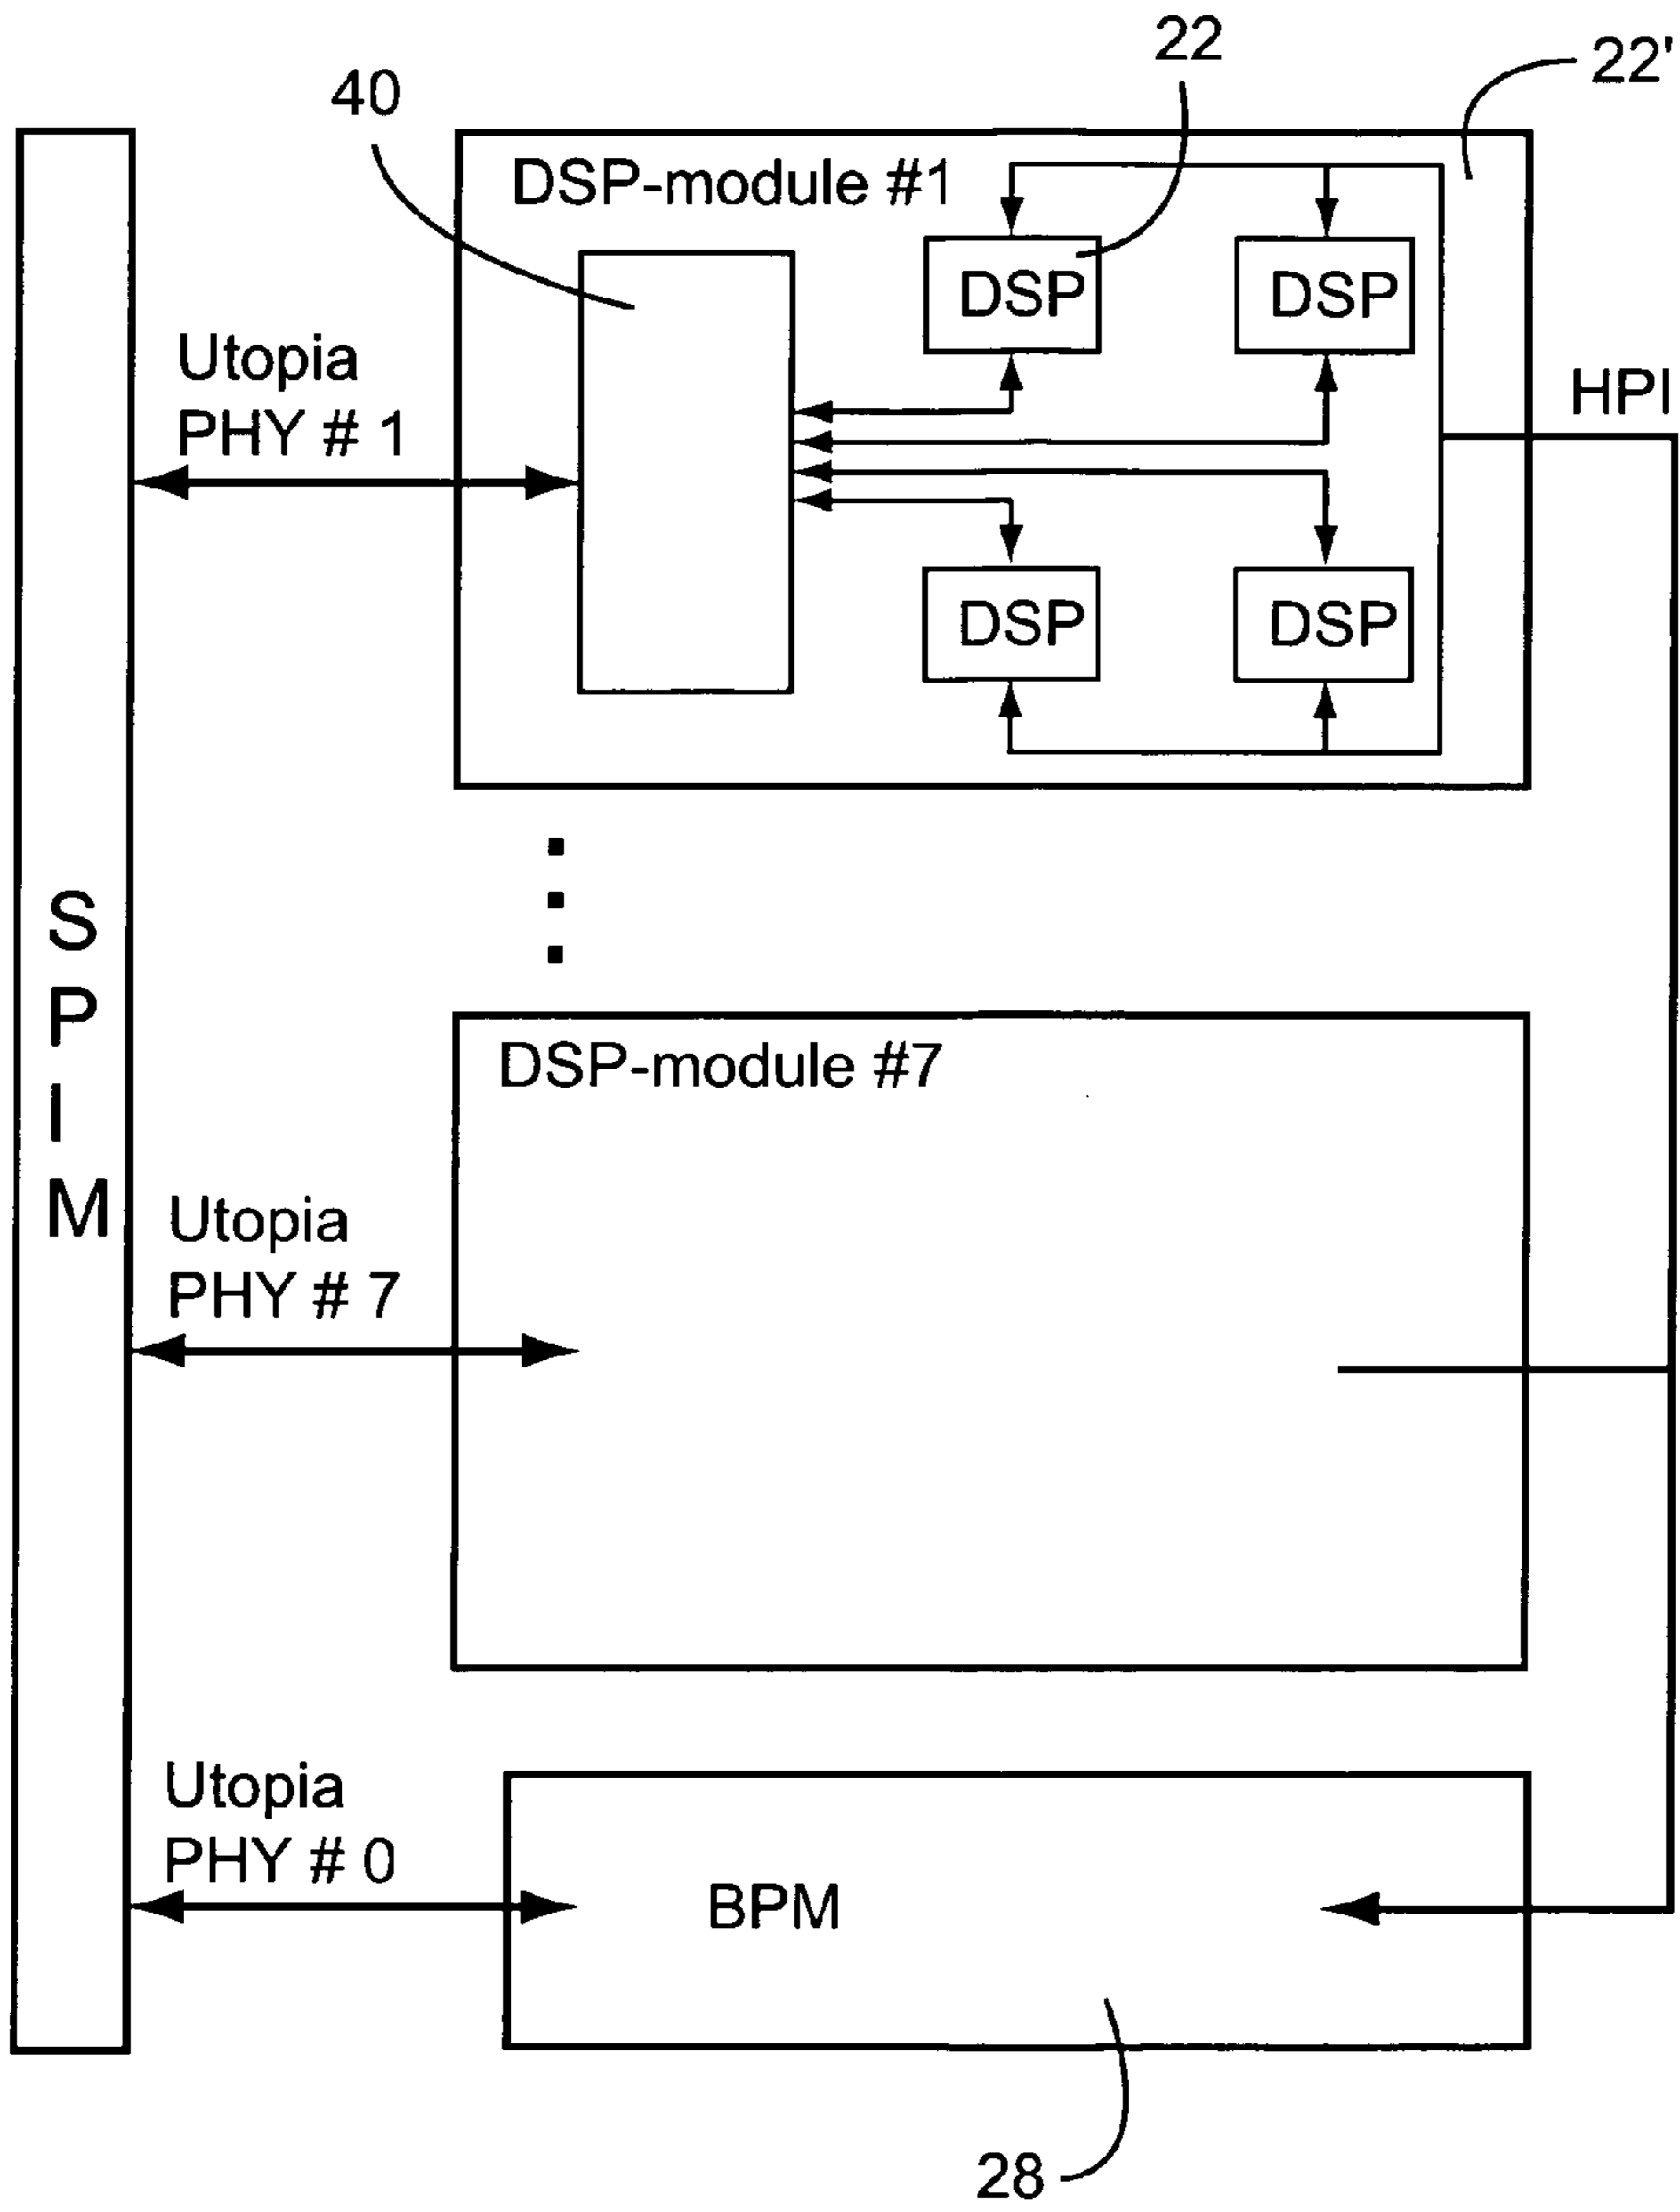 22
22'
40
DSP-module #1
DSP
DSP
Utopia
PHY # 1
HPI
DSP
DSP
S
P
I
M
DSP-module #7
Utopia
PHY # 7
Utopia
PHY # 0
BPM
28